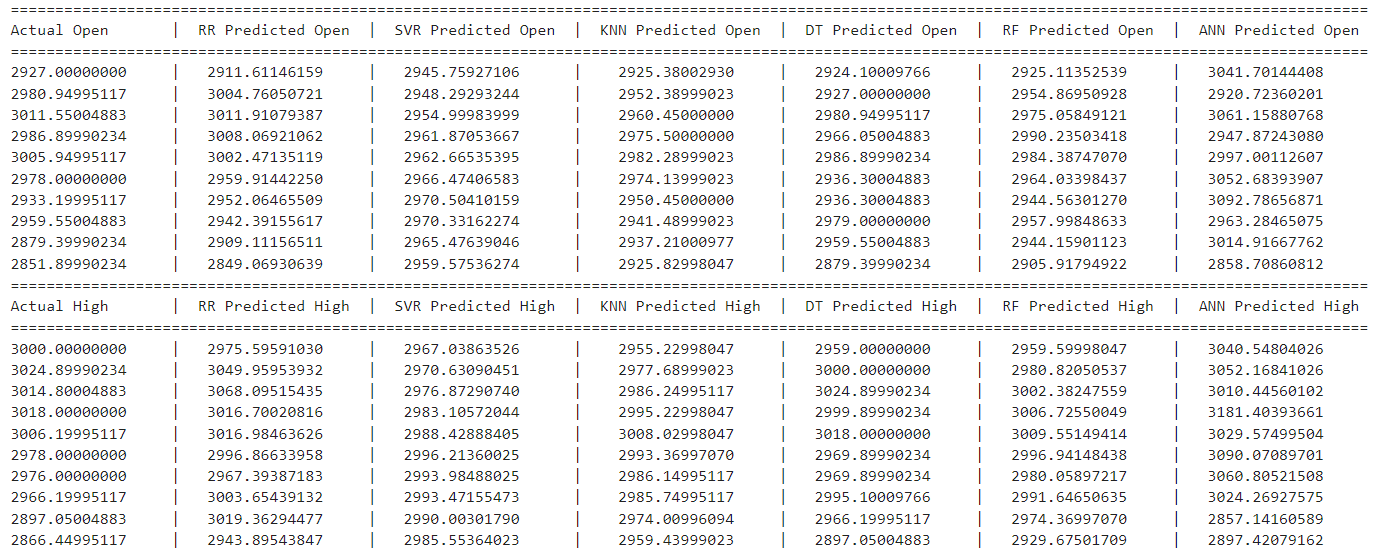 Actual Open | RR Predicted Open | SVR Predicted Open | KNN Predicted Open | DT Predicted Open | RF Predicted Open | ANN Predicted Open
2927.00000000 | 2911.61146159 | 2945.75927106 | 2925.38002930 | 2924.10009766 | 2925.11352539 | 3041.70144408
2980.94995117 | 3004.76050721 | 2948.29293244 | 2952.38999023 | 2927.00000000 | 2954.86950928 | 2920.72360201
3011.55004883 | 3011.91079387 | 2954.99983999 | 2960.45000000 | 2980.94995117 | 2975.05849121 | 3061.15880768
2986.89990234 | 3008.06921062 | 2961.87053667 | 2975.50000000 | 2966.05004883 | 2990.23503418 | 2947.87243080
3005.94995117 | 3002.47135119 | 2962.66535395 | 2982.28999023 | 2986.89990234 | 2984.38747070 | 2997.00112607
2978.00000000 | 2959.91442250 | 2966.47406583 | 2974.13999023 | 2936.30004883 | 2964.03398437 | 3052.68393907
2933.19995117 | 2952.06465509 | 2970.50410159 | 2950.45000000 | 2936.30004883 | 2944.56301270 | 3092.78656871
2959.55004883 | 2942.39155617 | 2970.33162274 | 2941.48999023 | 2979.00000000 | 2957.99848633 | 2963.28465075
2879.39990234 | 2909.11156511 | 2965.47639046 | 2937.21000977 | 2959.55004883 | 2944.15901123 | 3014.91667762
2851.89990234 | 2849.06930639 | 2959.57536274 | 2925.82998047 | 2879.39990234 | 2905.91794922 | 2858.70860812
Actual High | RR Predicted High | SVR Predicted High | KNN Predicted High | DT Predicted High | RF Predicted High | ANN Predicted High
3000.00000000 | 2975.59591030 | 2967.03863526 | 2955.22998047 | 2959.00000000 | 2959.59998047 | 3040.54804026
3024.89990234 | 3049.95953932 | 2970.63090451 | 2977.68999023 | 3000.00000000 | 2980.82050537 | 3052.16841026
3014.80004883 | 3068.09515435 | 2976.87290740 | 2986.24995117 | 3024.89990234 | 3002.38247559 | 3010.44560102
3018.00000000 | 3016.70020816 | 2983.10572044 | 2995.22998047 | 2999.89990234 | 3006.72550049 | 3181.40393661
3006.19995117 | 3016.98463626 | 2988.42888405 | 3008.02998047 | 3018.00000000 | 3009.55149414 | 3029.57499504
2978.00000000 | 2996.86633958 | 2996.21360025 | 2993.36997070 | 2969.89990234 | 2996.94148438 | 3090.07089701
2976.00000000 | 2967.39387183 | 2993.98488025 | 2986.14995117 | 2969.89990234 | 2980.05897217 | 3060.80521508
2966.19995117 | 3003.65439132 | 2993.47155473 | 2985.74995117 | 2995.10009766 | 2991.64650635 | 3024.26927575
2897.05004883 | 3019.36294477 | 2990.00301790 | 2974.00996094 | 2966.19995117 | 2974.36997070 | 2857.14160589
2866.44995117 | 2943.89543847 | 2985.55364023 | 2959.43999023 | 2897.05004883 | 2929.67501709 | 2897.42079162